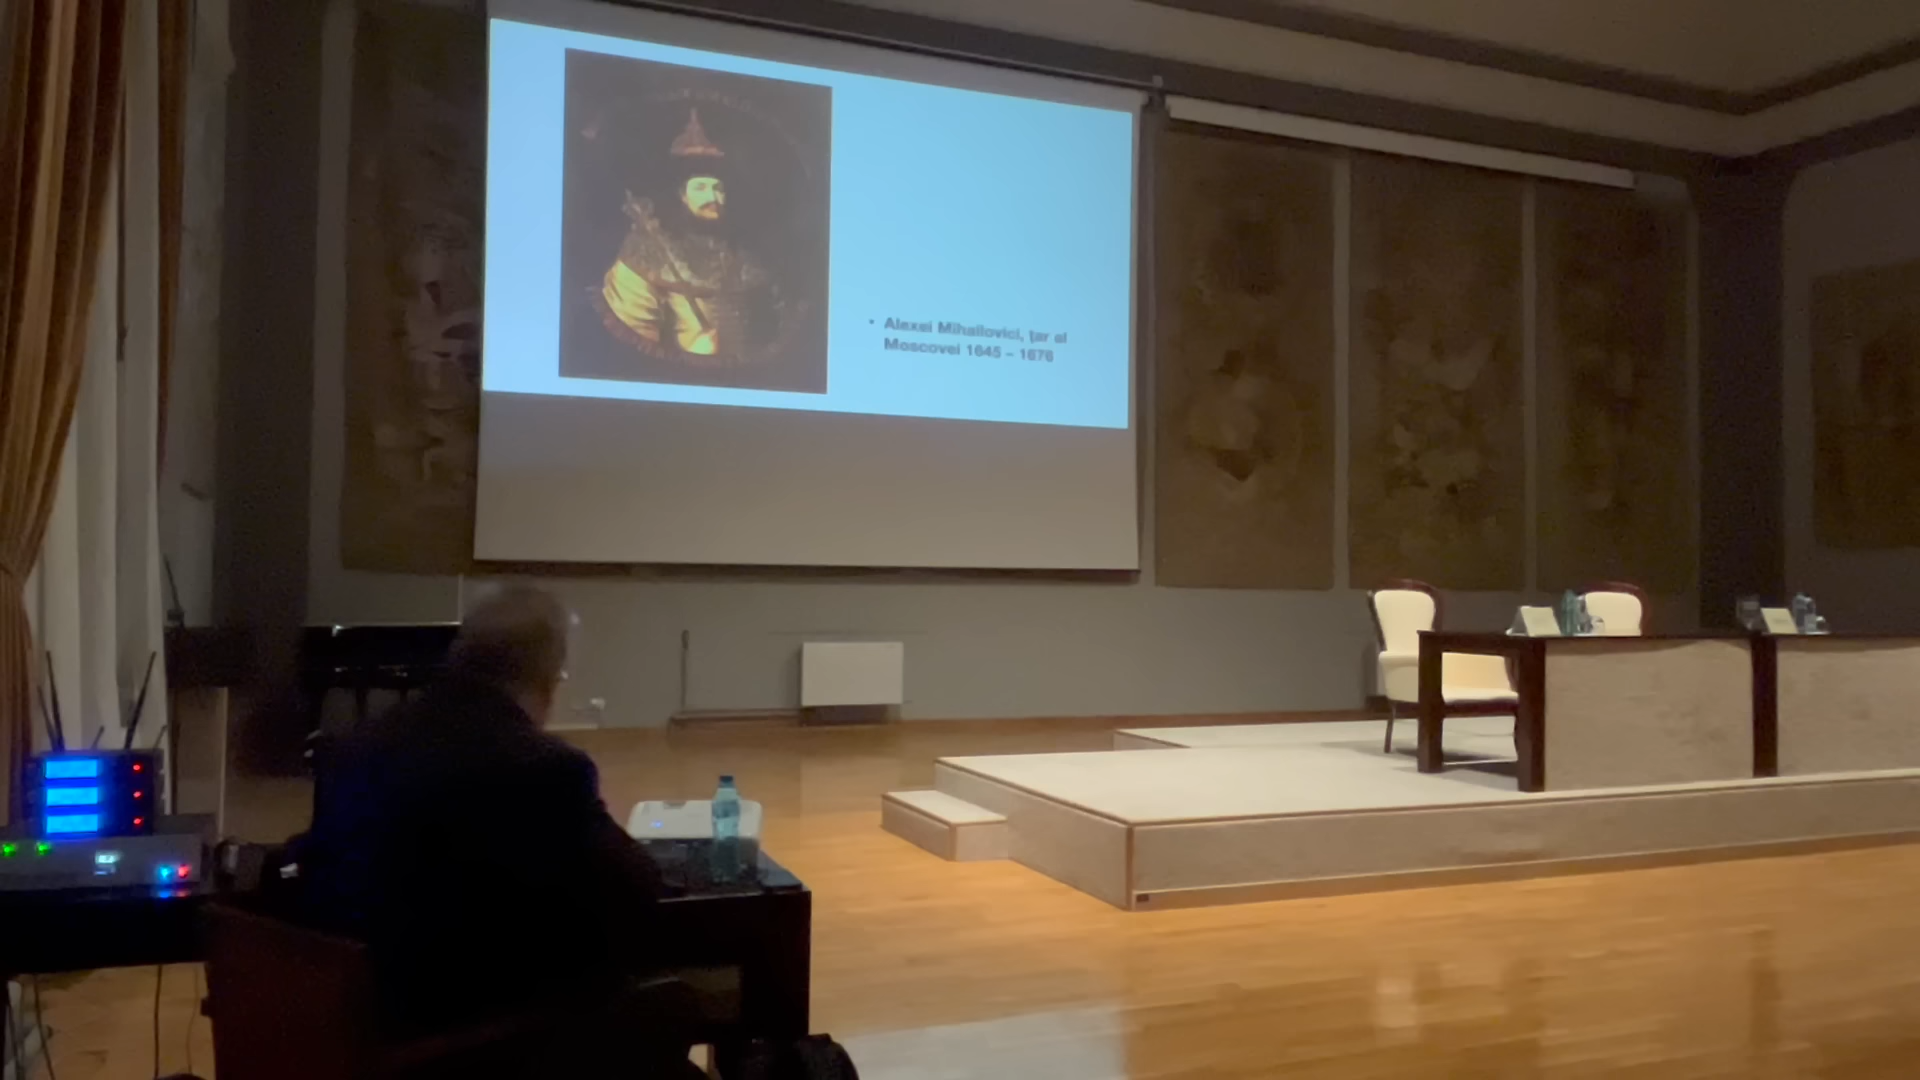 • Alexei Mihailovici, țar al
Moscovei 1645 – 1676